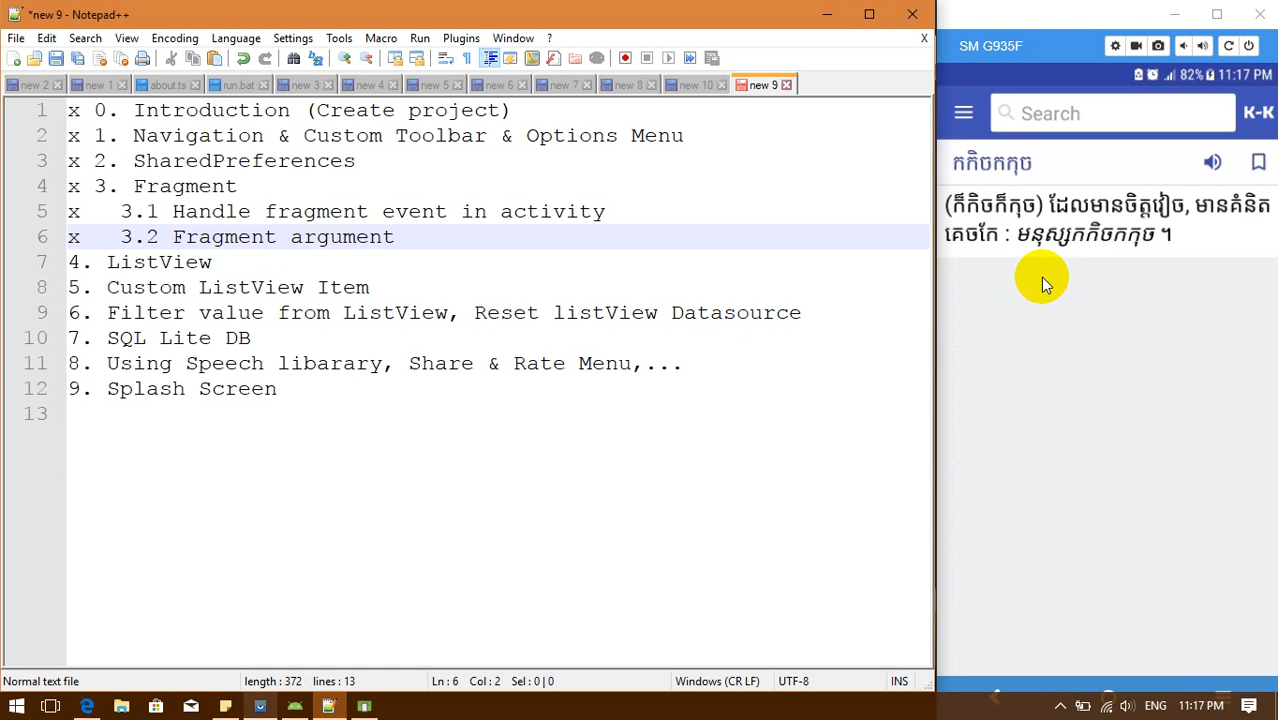 *new 9 - Notepad++
File Edit Search View Encoding Language Settings Tools Macro Run Plugins Window ? X
new 2 new 1 about.ts run.bat new 3 new 4 new 5 new 6 new 7 new 8 new 10 new 9
1 x 0. Introduction (Create project)
2 x 1. Navigation & Custom Toolbar & Options Menu
3 x 2. SharedPreferences
4 x 3. Fragment
5 x 3.1 Handle fragment event in activity
6 x 3.2 Fragment argument
7 4. ListView
8 5. Custom ListView Item
9 6. Filter value from ListView, Reset listView Datasource
10 7. SQL Lite DB
11 8. Using Speech libarary, Share & Rate Menu,...
12 9. Splash Screen
13
Normal text file length : 372 lines : 13 Ln : 6 Col : 2 Sel : 0 | 0 Windows (CR LF) UTF-8 INS
SM G935F
82% 11:17 PM
Search K-K
កកិចកកុច
(ក៏កិចក៏កុច) ដែលមានចិត្តវៀច, មានគំនិត
គេចកែ : មនុស្សកកិចកកុច ។
ENG 11:17 PM